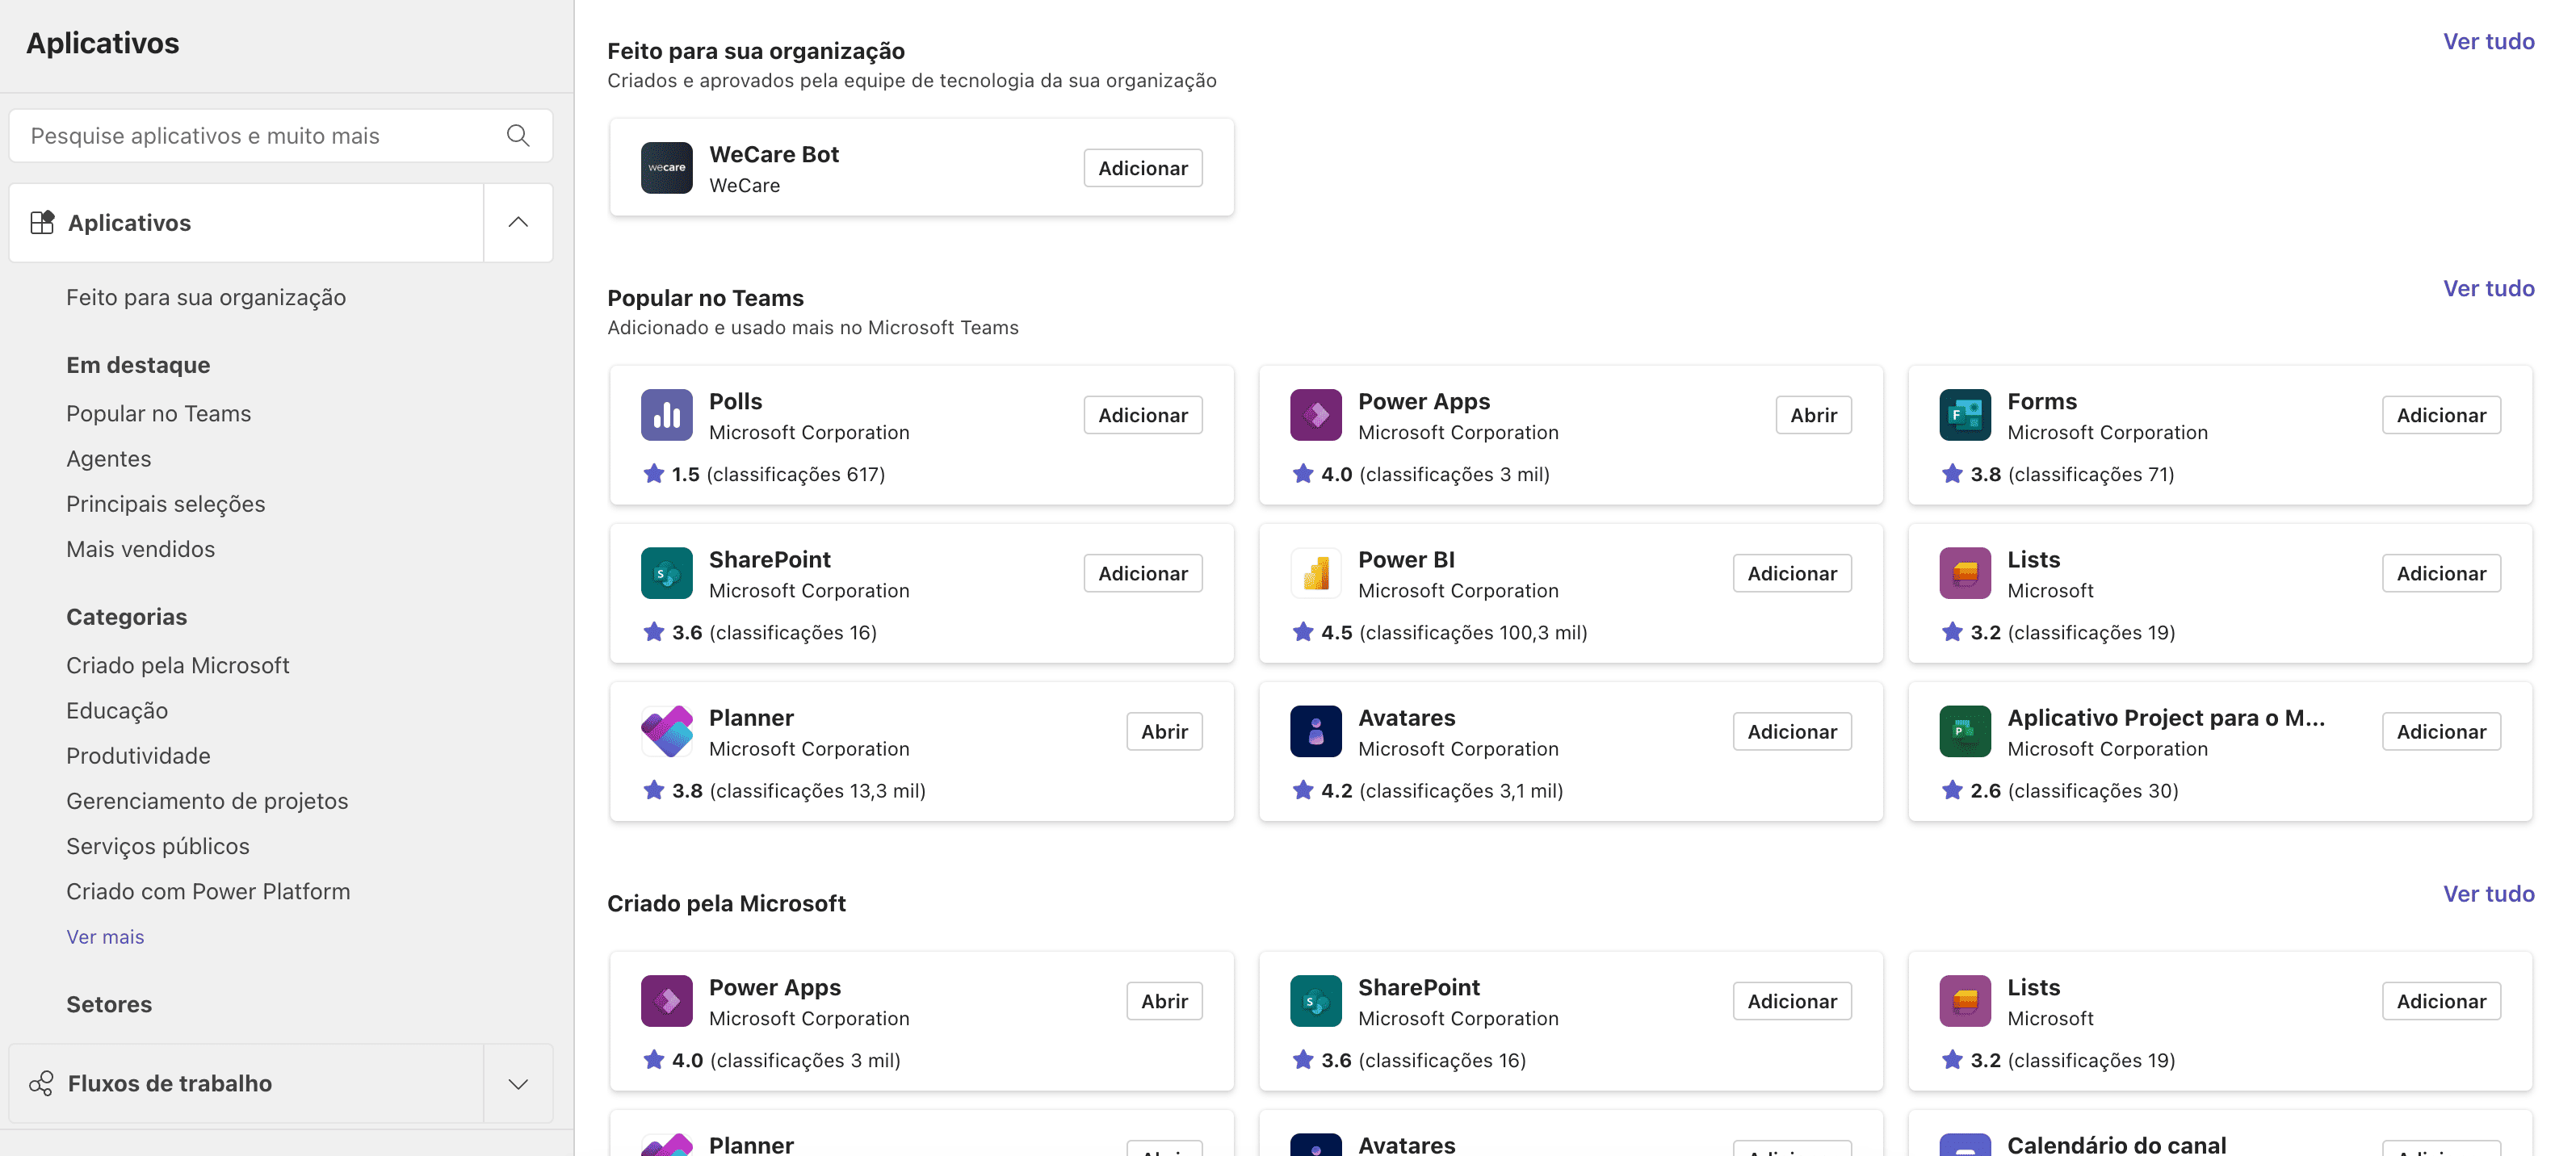 Aplicativos
Pesquise aplicativos e muito mais
Aplicativos
Feito para sua organização
Em destaque
Popular no Teams
Agentes
Principais seleções
Mais vendidos
Categorias
Criado pela Microsoft
Educação
Produtividade
Gerenciamento de projetos
Serviços públicos
Criado com Power Platform
Ver mais
Setores
Fluxos de trabalho
Feito para sua organização
Ver tudo
Criados e aprovados pela equipe de tecnologia da sua organização
wecare
WeCare Bot
WeCare
Adicionar
Popular no Teams
Ver tudo
Adicionado e usado mais no Microsoft Teams
Polls
Microsoft Corporation
Adicionar
1.5 (classificações 617)
Power Apps
Microsoft Corporation
Abrir
4.0 (classificações 3 mil)
F
Forms
Microsoft Corporation
Adicionar
3.8 (classificações 71)
S
SharePoint
Microsoft Corporation
Adicionar
3.6 (classificações 16)
Power BI
Microsoft Corporation
Adicionar
4.5 (classificações 100,3 mil)
Lists
Microsoft
Adicionar
3.2 (classificações 19)
Planner
Microsoft Corporation
Abrir
3.8 (classificações 13,3 mil)
Avatares
Microsoft Corporation
Adicionar
4.2 (classificações 3,1 mil)
P
Aplicativo Project para o M...
Microsoft Corporation
Adicionar
2.6 (classificações 30)
Criado pela Microsoft
Ver tudo
Power Apps
Microsoft Corporation
Abrir
4.0 (classificações 3 mil)
S
SharePoint
Microsoft Corporation
Adicionar
3.6 (classificações 16)
Lists
Microsoft
Adicionar
3.2 (classificações 19)
Planner
Avatares
Calendário do canal